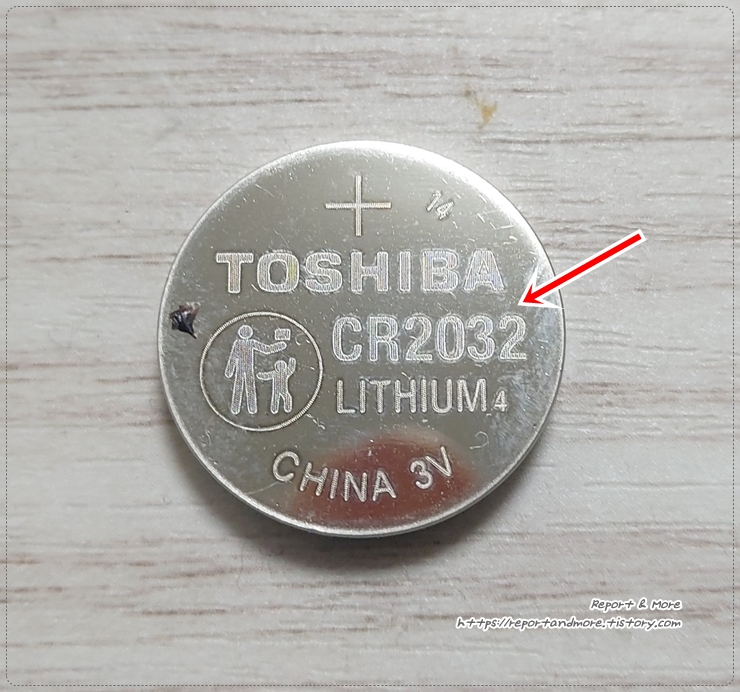 +
14
TOSHIBA
CR2032
LITHIUM 4
CHINA 3V
Report & More
https://reportandmore.tistory.com